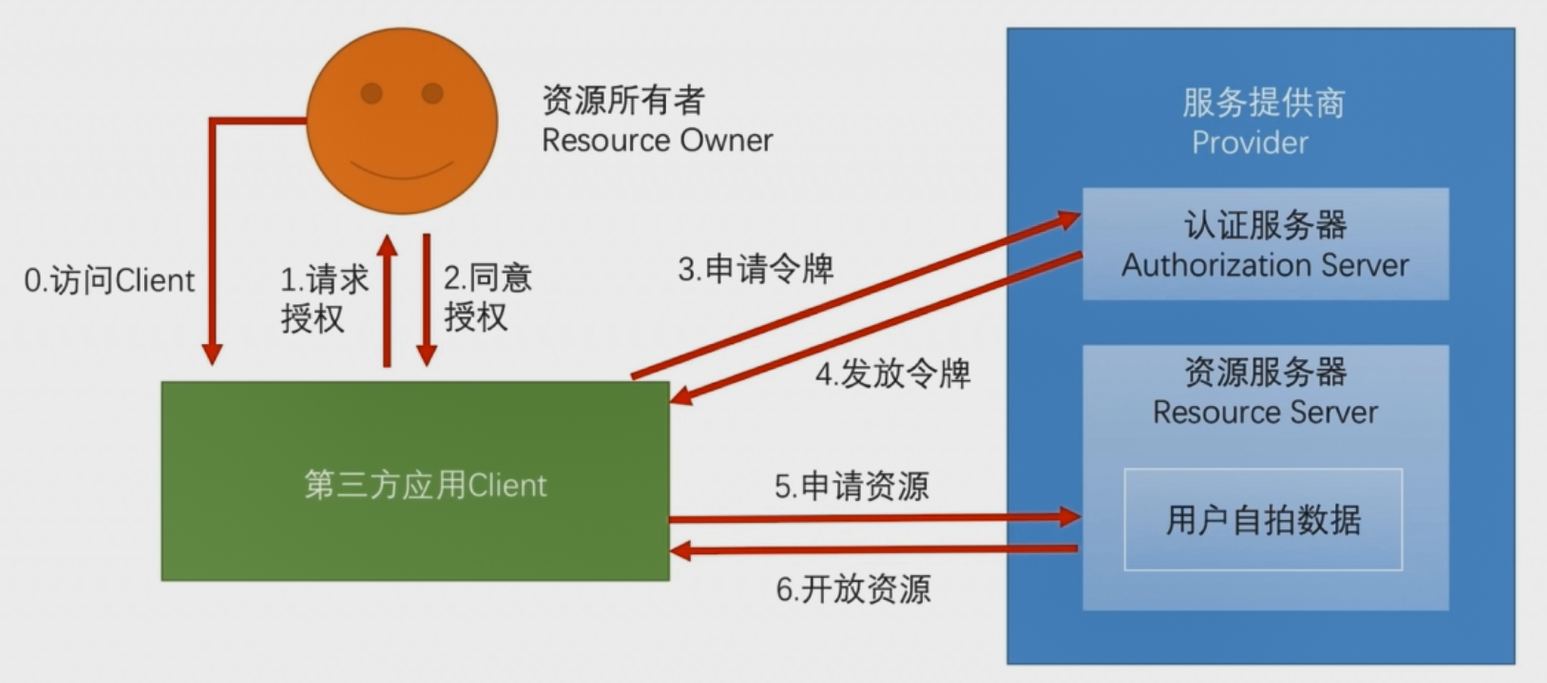 资源所有者
Resource Owner
服务提供商
Provider
认证服务器
Authorization Server
0.访问Client
1.请求
授权
2.同意
授权
3.申请令牌
4.发放令牌
资源服务器
Resource Server
第三方应用Client
5.申请资源
用户自拍数据
6.开放资源